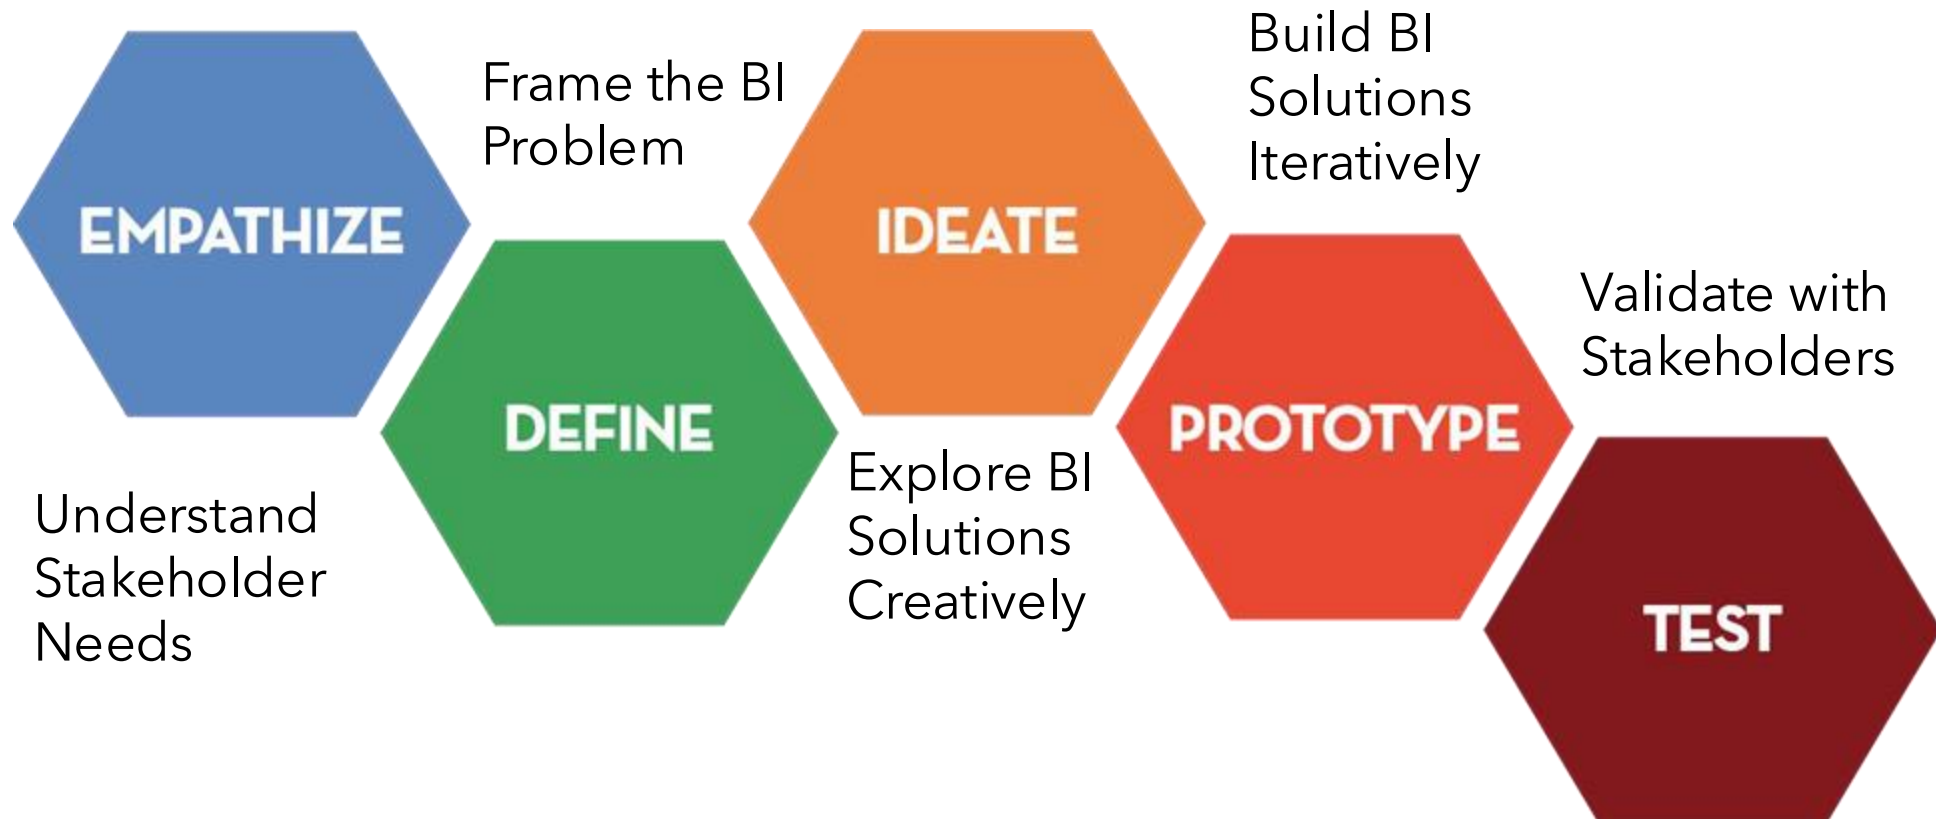 EMPATHIZE
Understand
Stakeholder
Needs
Frame the BI
Problem
DEFINE
IDEATE
Explore BI
Solutions
Creatively
Build BI
Solutions
Iteratively
PROTOTYPE
Validate with
Stakeholders
TEST